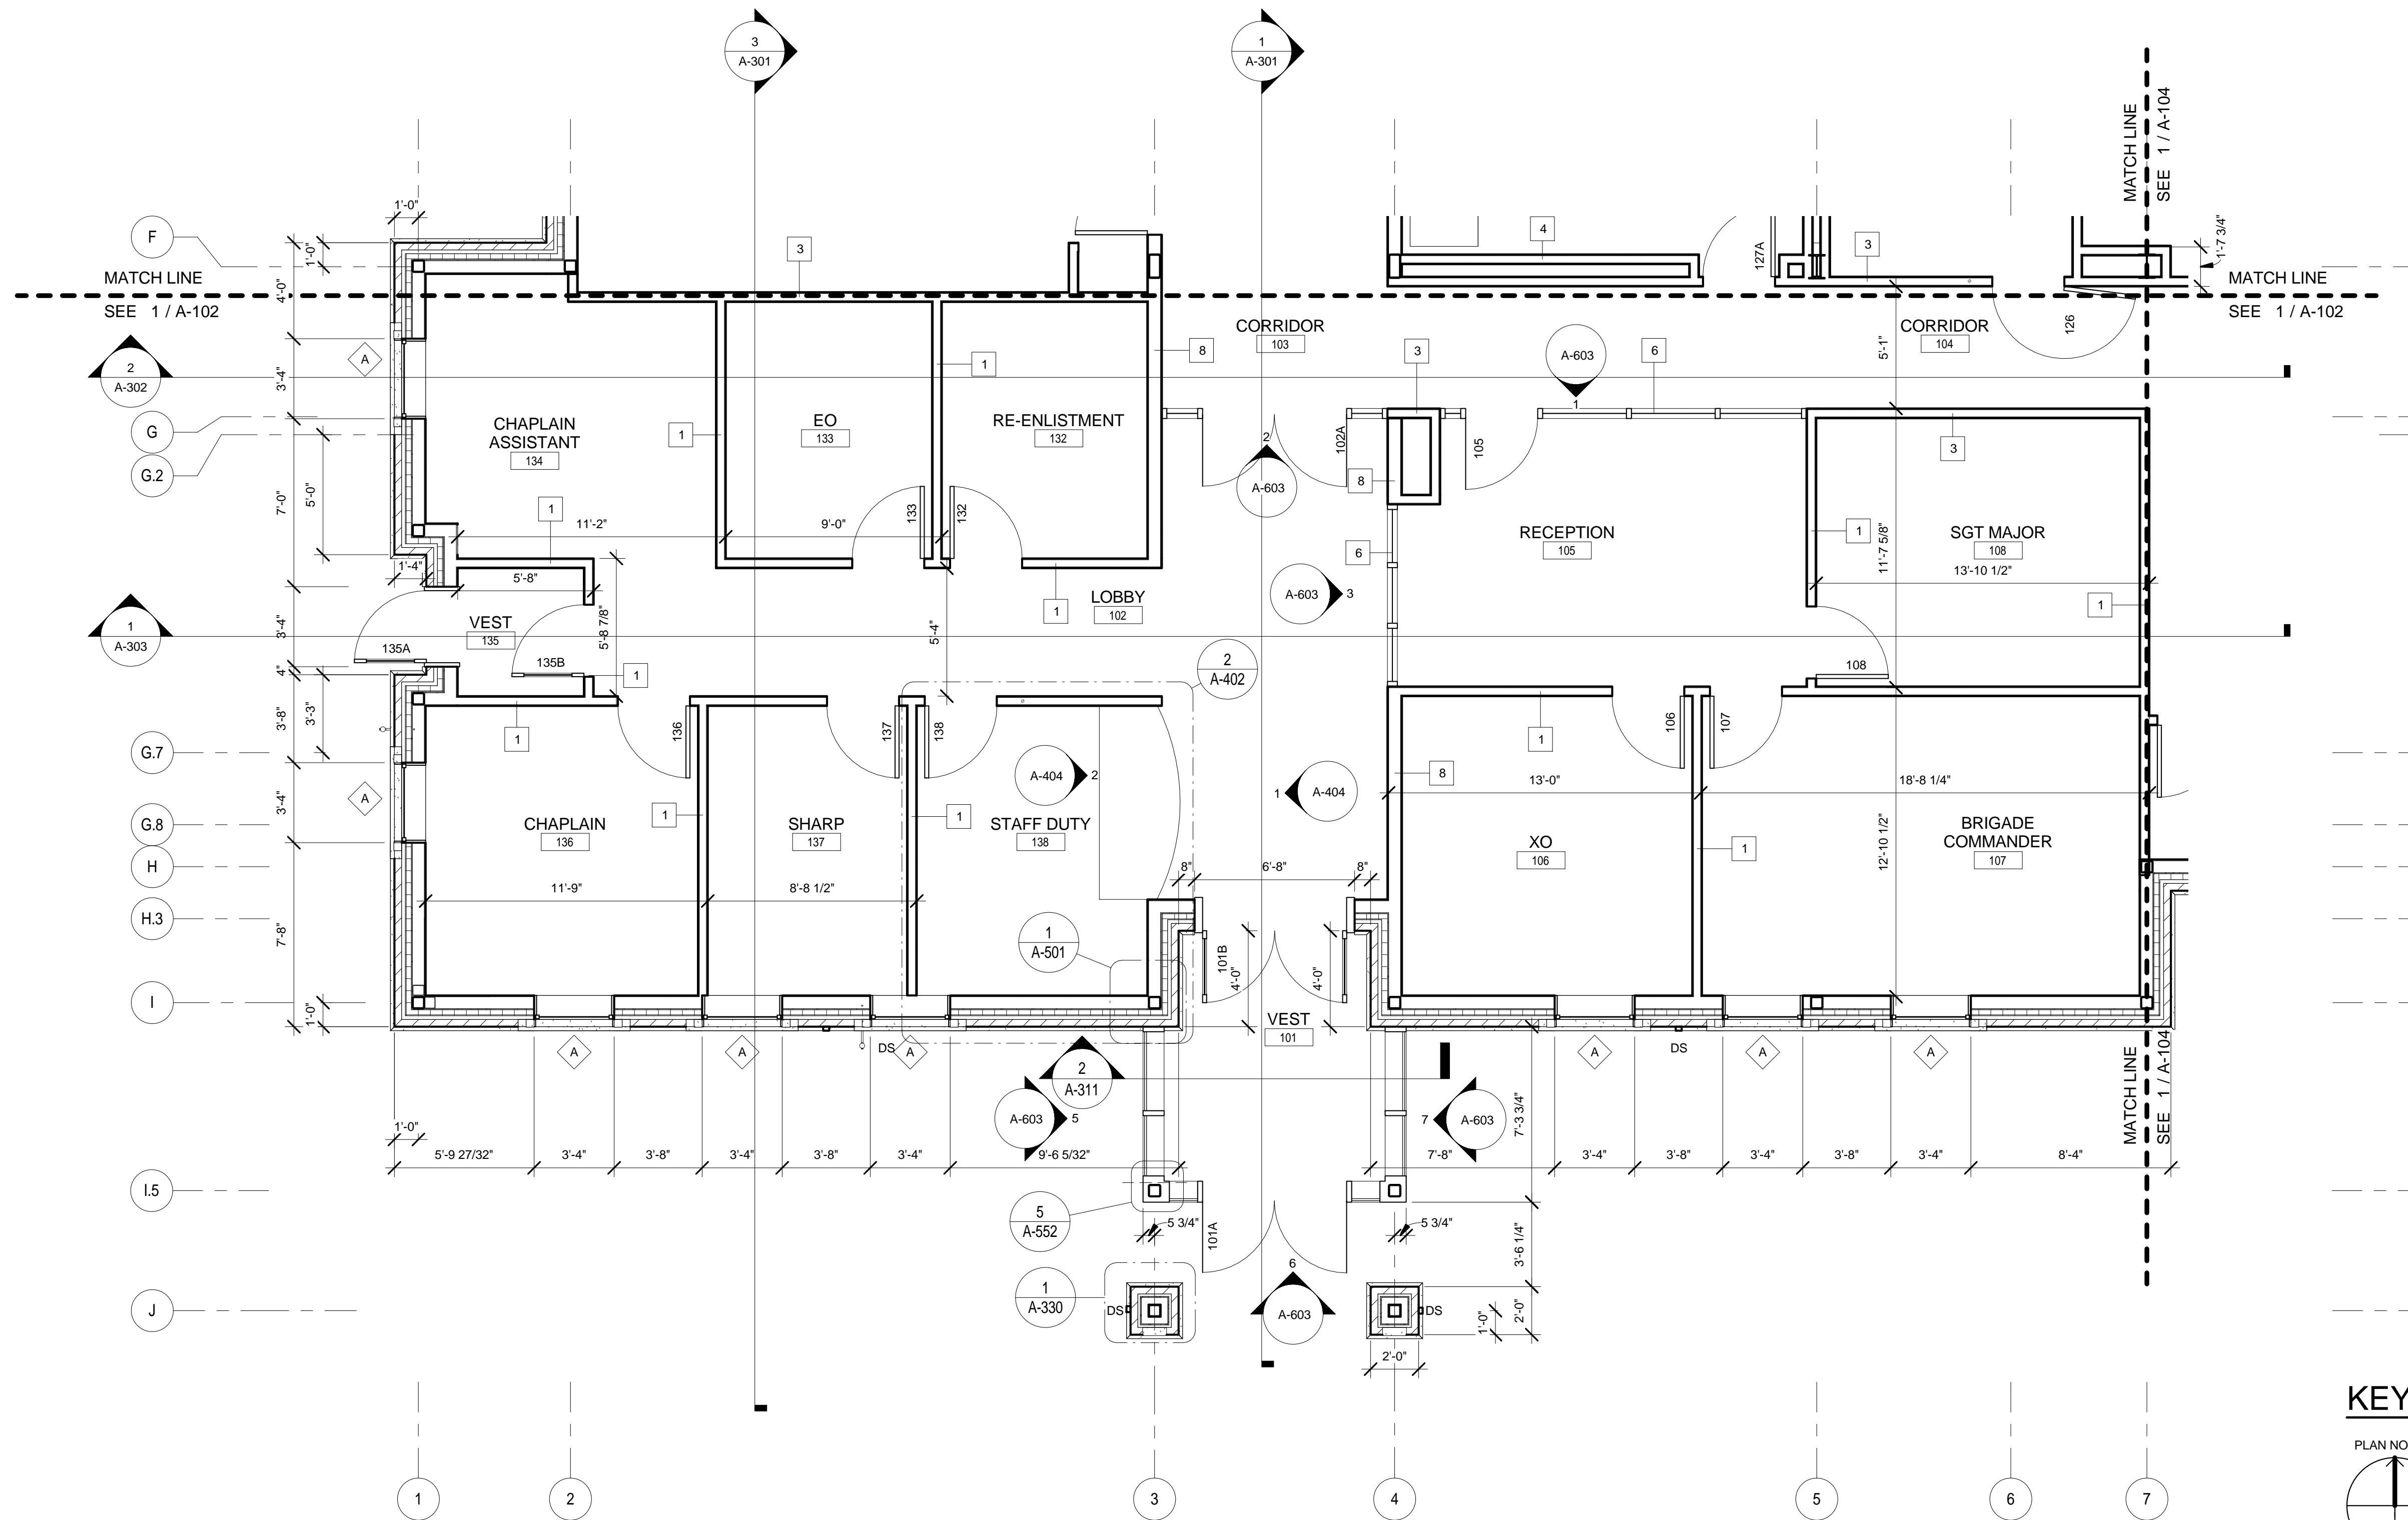 3
A-301
1
A-301
MATCH LINE
SEE 1 / A-104
1'-0"
F
1'-0"
3
4
127A
3
1'-7 3/4"
MATCH LINE
SEE 1 / A-102
MATCH LINE
SEE 1 / A-102
4'-0"
CORRIDOR
103
CORRIDOR
104
126
8
3
A-603
1
6
5'-1"
2
A-302
3'-4"
A
1
G
G.2
7'-0"
5'-0"
CHAPLAIN
ASSISTANT
134
1
EO
133
RE-ENLISTMENT
132
102A
2
A-603
8
105
3
1
11'-2"
9'-0"
133
132
6
RECEPTION
105
1
11'-7 5/8"
SGT MAJOR
108
13'-10 1/2"
1'-4"
5'-8"
A-603
3
1
1
A-303
3'-4"
VEST
135
135A
135B
5'-8 7/8"
1
LOBBY
102
1
5'-4"
2
A-402
108
4"
3'-8"
3'-3"
1
136
137
138
106
107
1
G.7
A
A-404
2
1
A-404
8
13'-0"
18'-8 1/4"
3'-4"
G.8
CHAPLAIN
136
1
SHARP
137
1
STAFF DUTY
138
XO
106
1
12'-10 1/2"
BRIGADE
COMMANDER
107
H
11'-9"
8'-8 1/2"
8"
6'-8"
8"
H.3
7'-8"
1
A-501
101B
4'-0"
4'-0"
I
1'-0"
VEST
101
A
A
DS
A
A
DS
A
A
2
A-311
A-603
5
7
A-603
7'-3 3/4"
MATCH LINE
SEE 1 / A-104
1'-0"
5'-9 27/32"
3'-4"
3'-8"
3'-4"
3'-8"
3'-4"
9'-6 5/32"
7'-8"
3'-4"
3'-8"
3'-4"
3'-8"
3'-4"
8'-4"
I.5
5
A-552
5 3/4"
101A
5 3/4"
3'-6 1/4"
J
1
A-330
DS
6
A-603
DS
1'-0"
2'-0"
2'-0"
KEY
PLAN NO
1
2
3
4
5
6
7